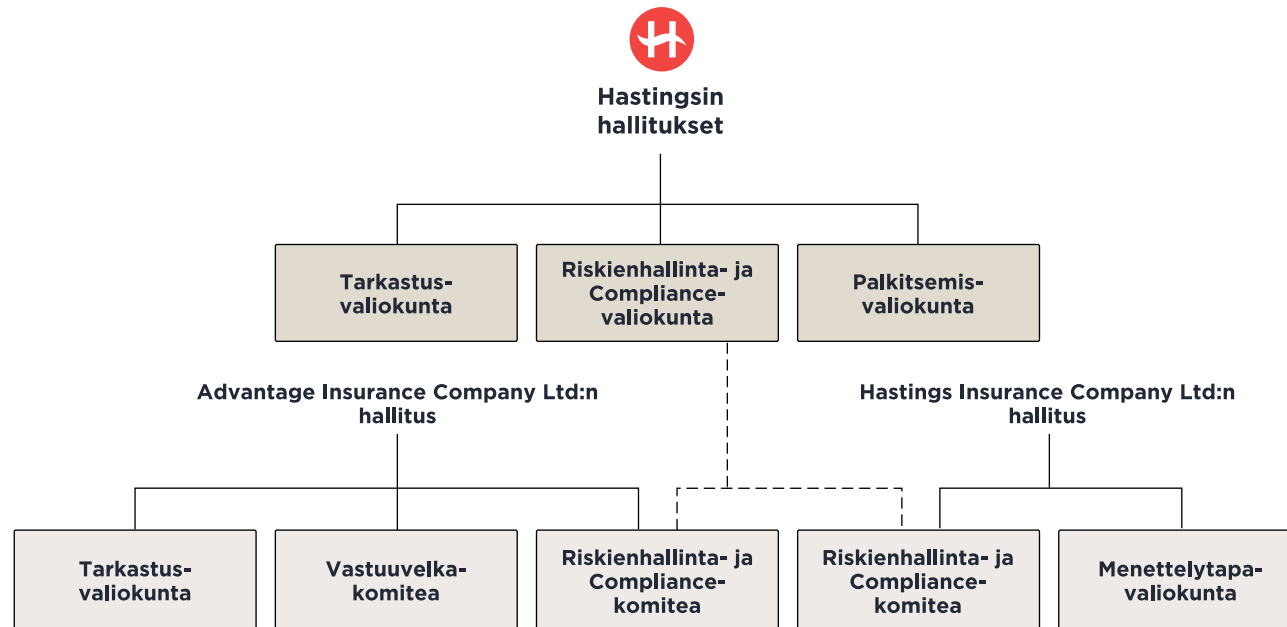 Hastingsin
hallitukset
Tarkastus-
valiokunta
Riskienhallinta- ja
Compliance-
valiokunta
Palkitsemis-
valiokunta
Advantage Insurance Company Ltd:n
hallitus
Hastings Insurance Company Ltd:n
hallitus
Tarkastus-
valiokunta
Vastuuvelka-
komitea
Riskienhallinta- ja
Compliance-
komitea
Riskienhallinta- ja
Compliance-
komitea
Menettelytapa-
valiokunta